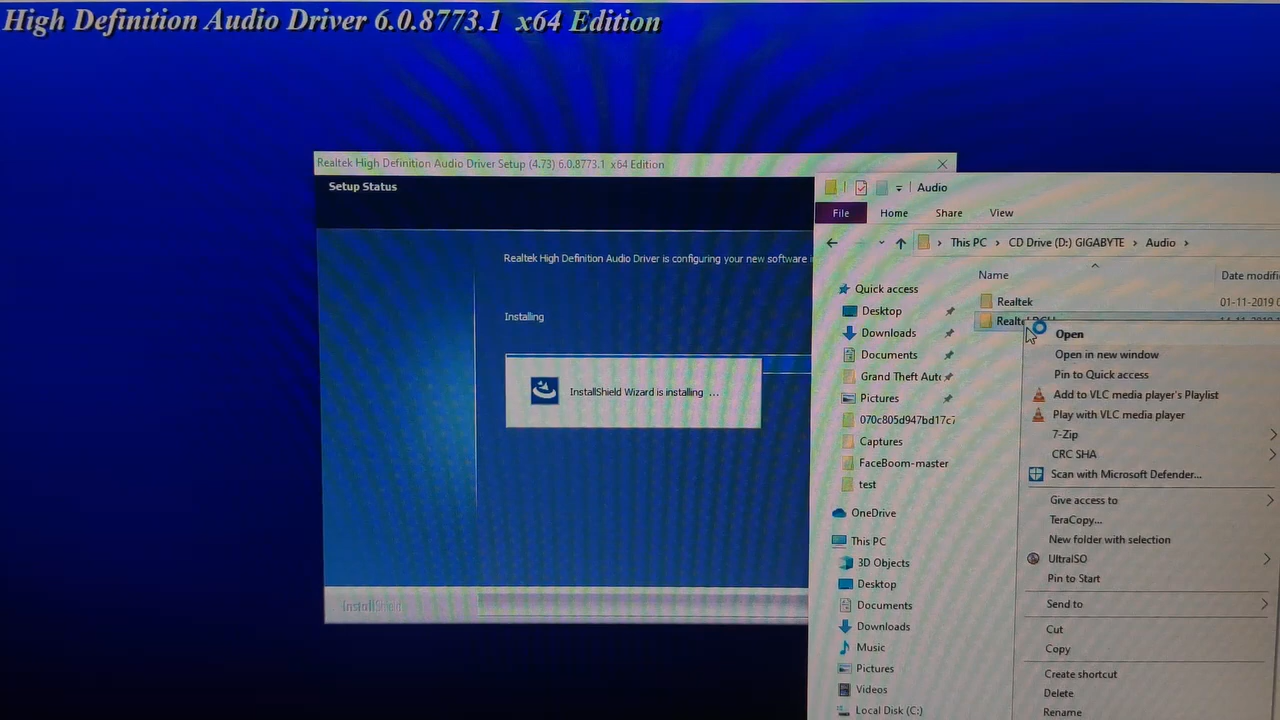 High Definition Audio Driver 6.0.8773.1 x64 Edition
Realtek High Definition Audio Driver Setup (4.73) 6.0.8773.1 x64 Edition
Setup Status
Realtek High Definition Audio Driver is configuring your new software
Installing
InstallShield Wizard is installing ...
InstallShield
Audio
File Home Share View
This PC > CD Drive (D:) GIGABYTE > Audio >
Name Date modifi
Quick access
Desktop
Downloads
Documents
Grand Theft Aut
Pictures
070c805d947bd17c7
Captures
FaceBoom-master
test
OneDrive
This PC
3D Objects
Desktop
Documents
Downloads
Music
Pictures
Videos
Local Disk (C:)
Realtek 01-11-2019
Open
Open in new window
Pin to Quick access
Add to VLC media player's Playlist
Play with VLC media player
7-Zip
CRC SHA
Scan with Microsoft Defender...
Give access to
TeraCopy...
New folder with selection
UltraISO
Pin to Start
Send to
Cut
Copy
Create shortcut
Delete
Rename